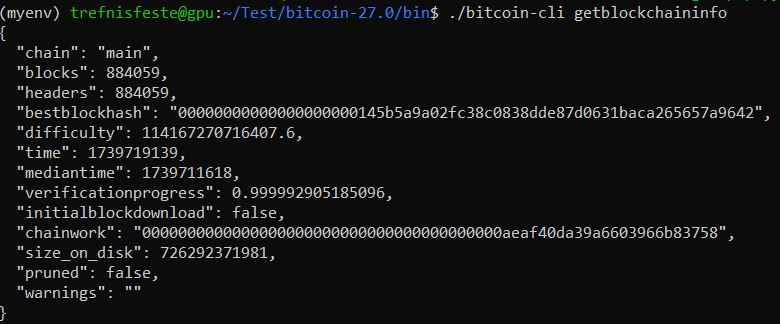 (myenv) trefnisfeste@gpu:~/Test/bitcoin-27.0/bin$ ./bitcoin-cli getblockchaininfo
{
  "chain": "main",
  "blocks": 884059,
  "headers": 884059,
  "bestblockhash": "00000000000000000000145b5a9a02fc38c0838dde87d0631baca265657a9642",
  "difficulty": 114167270716407.6,
  "time": 1739719139,
  "mediantime": 1739711618,
  "verificationprogress": 0.999992905185096,
  "initialblockdownload": false,
  "chainwork": "0000000000000000000000000000000000000000aeaf40da39a6603966b83758",
  "size_on_disk": 726292371981,
  "pruned": false,
  "warnings": ""
}